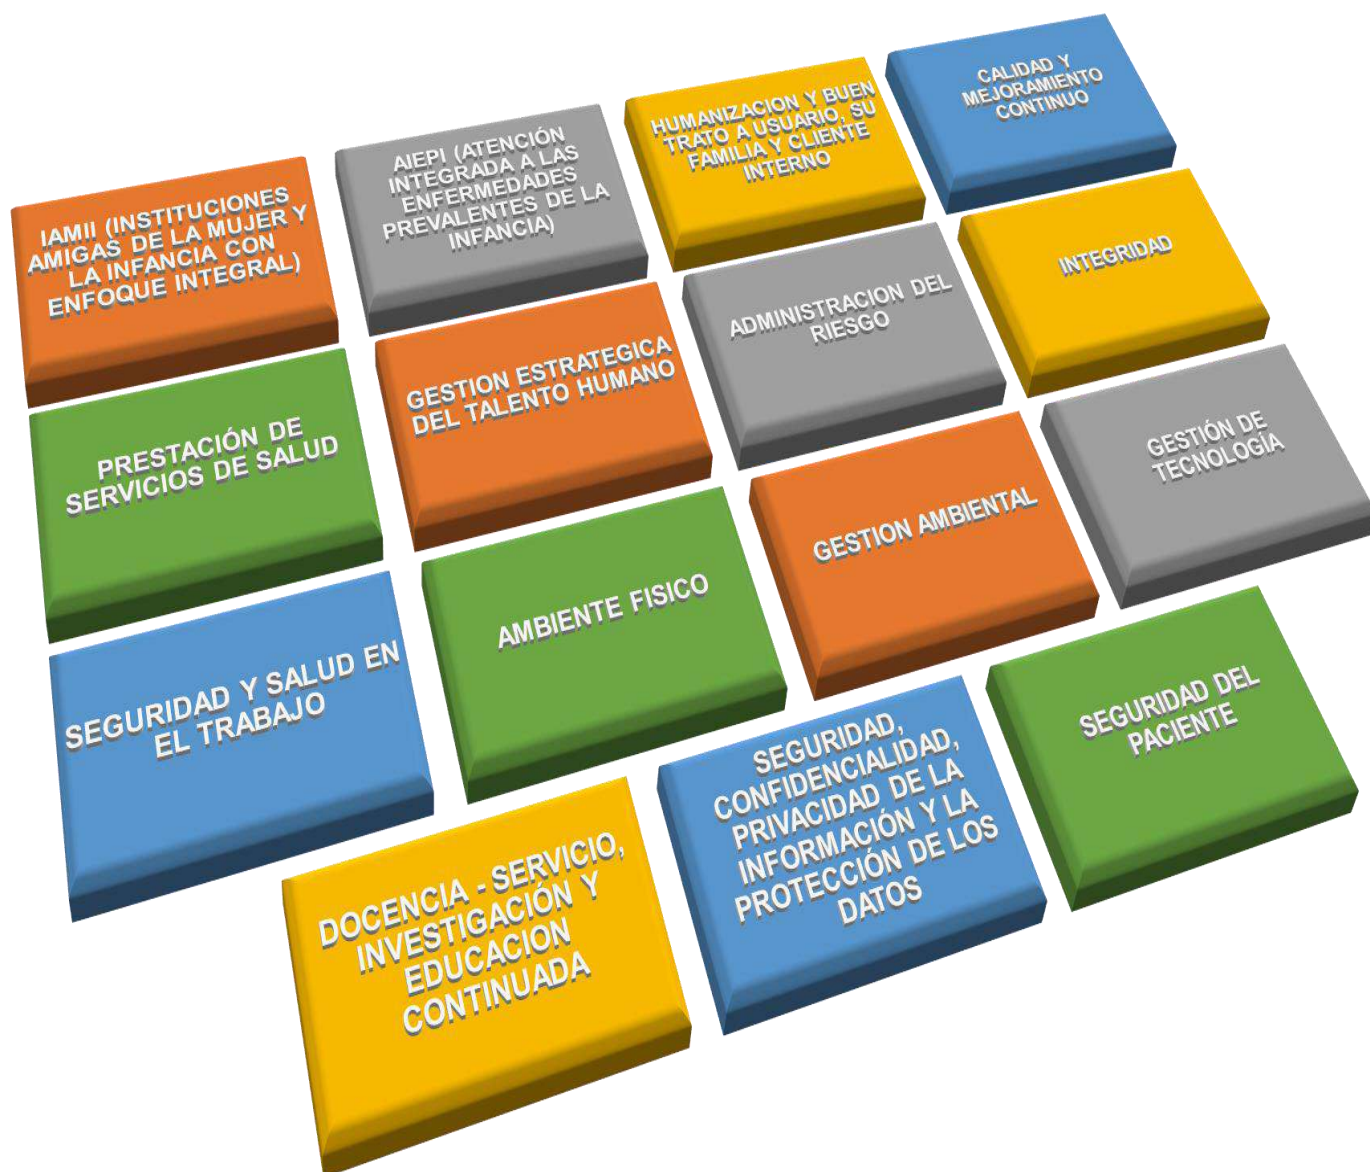 IAMII (INSTITUCIONES
AMIGAS DE LA MUJER Y
LA INFANCIA CON
ENFOQUE INTEGRAL)
AIEPI (ATENCIÓN
INTEGRADA A LAS
ENFERMEDADES
PREVALENTES DE LA
INFANCIA)
HUMANIZACION Y BUEN
TRATO A USUARIO, SU
FAMILIA Y CLIENTE
INTERNO
CALIDAD Y
MEJORAMIENTO
CONTINUO
PRESTACIÓN DE
SERVICIOS DE SALUD
GESTION ESTRATEGICA
DEL TALENTO HUMANO
ADMINISTRACION DEL
RIESGO
INTEGRIDAD
SEGURIDAD Y SALUD EN
EL TRABAJO
AMBIENTE FISICO
GESTION AMBIENTAL
GESTIÓN DE
TECNOLOGÍA
DOCENCIA - SERVICIO,
INVESTIGACIÓN Y
EDUCACION
CONTINUADA
SEGURIDAD,
CONFIDENCIALIDAD,
PRIVACIDAD DE LA
INFORMACIÓN Y LA
PROTECCIÓN DE LOS
DATOS
SEGURIDAD DEL
PACIENTE